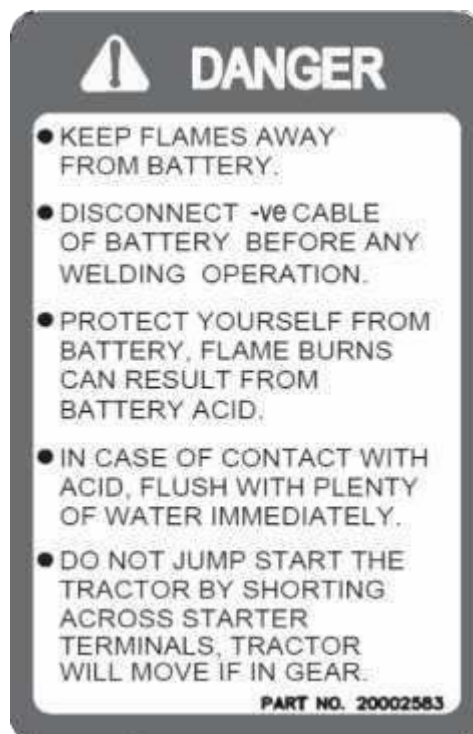 DANGER
● KEEP FLAMES AWAY
FROM BATTERY.
● DISCONNECT -ve CABLE
OF BATTERY BEFORE ANY
WELDING OPERATION.
● PROTECT YOURSELF FROM
BATTERY, FLAME BURNS
CAN RESULT FROM
BATTERY ACID.
● IN CASE OF CONTACT WITH
ACID, FLUSH WITH PLENTY
OF WATER IMMEDIATELY.
● DO NOT JUMP START THE
TRACTOR BY SHORTING
ACROSS STARTER
TERMINALS, TRACTOR
WILL MOVE IF IN GEAR.
PART NO. 20002583